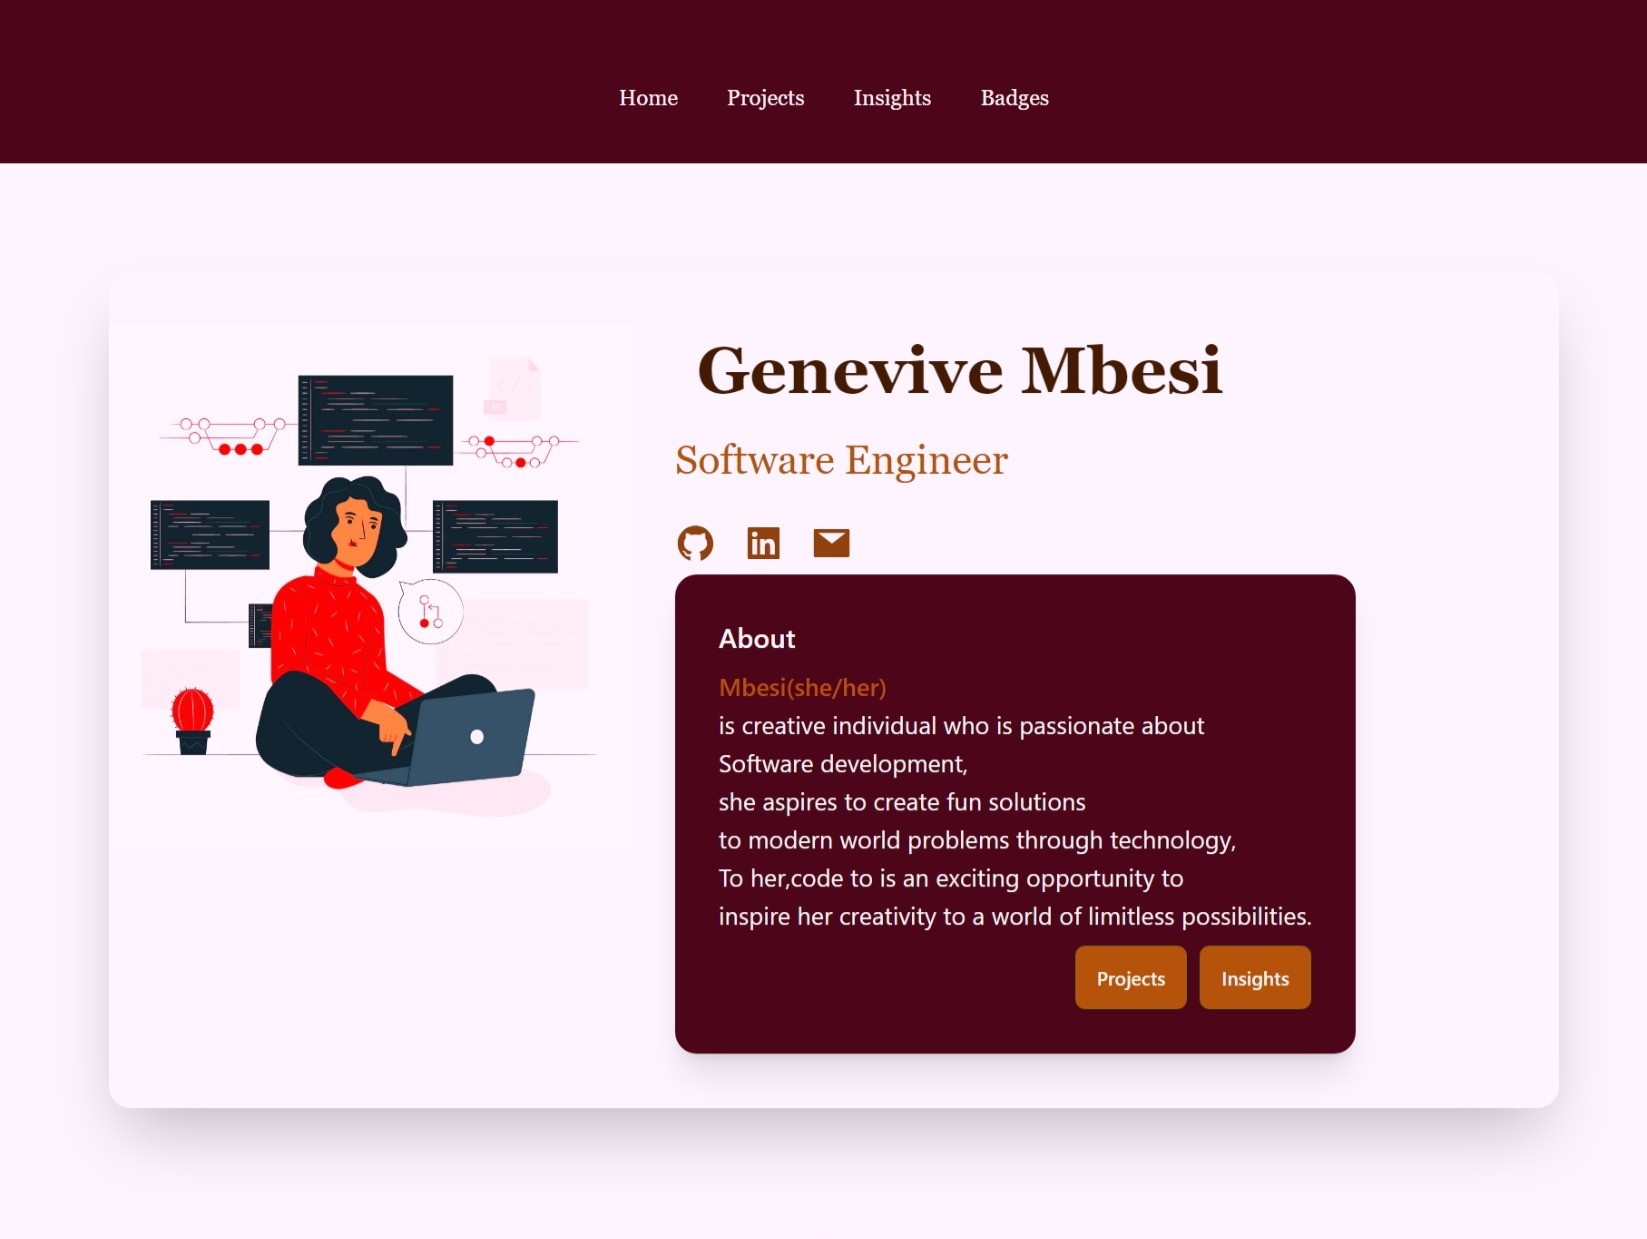 Home Projects Insights Badges
Genevive Mbesi
Software Engineer
in
About
Mbesi(she/her)
is creative individual who is passionate about
Software development,
she aspires to create fun solutions
to modern world problems through technology,
To her,code to is an exciting opportunity to
inspire her creativity to a world of limitless possibilities.
Projects Insights